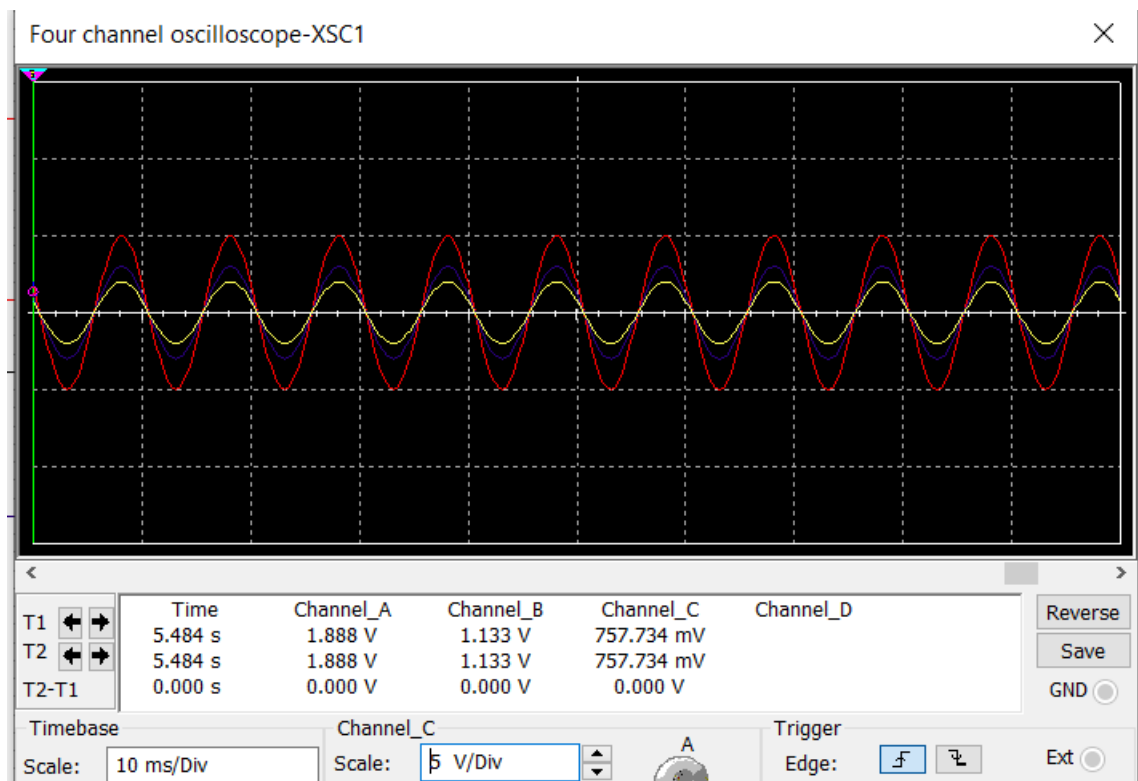 Four channel oscilloscope-XSC1
Time Channel_A Channel_B Channel_C Channel_D
T1 5.484 s 1.888 V 1.133 V 757.734 mV
T2 5.484 s 1.888 V 1.133 V 757.734 mV
T2-T1 0.000 s 0.000 V 0.000 V 0.000 V
Reverse
Save
GND
Timebase
Scale: 10 ms/Div
Channel_C
Scale: 5 V/Div
A
Trigger
Edge:
Ext